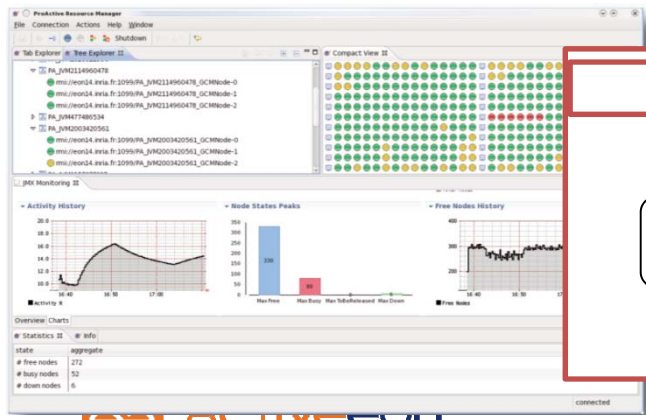 ProActive Resource Manager
File Connection Actions Help Window
Shutdown
Tab Explorer Tree Explorer
Compact View
PA_JVM2114960478
rmi://eon14.inria.fr:1099/PA_JVM2114960478_GCMNode-0
rmi://eon14.inria.fr:1099/PA_JVM2114960478_GCMNode-1
rmi://eon14.inria.fr:1099/PA_JVM2114960478_GCMNode-2
PA_JVM477486534
PA_JVM2003420561
rmi://eon14.inria.fr:1099/PA_JVM2003420561_GCMNode-0
rmi://eon14.inria.fr:1099/PA_JVM2003420561_GCMNode-1
rmi://eon14.inria.fr:1099/PA_JVM2003420561_GCMNode-2
JMX Monitoring
Activity History
20.0
18.0
16.0
14.0
12.0
10.0
16:40 16:50 17:00
Activity %
Node States Peaks
350
300
250
200
150
100
50
0
Max Free Max Busy Max ToBeReleased Max Down
Free Nodes History
400
300
200
16:40 16:50 17:00
Free Nodes
Overview Charts
Statistics Info
state aggregate
# free nodes 272
# busy nodes 52
# down nodes 6
connected